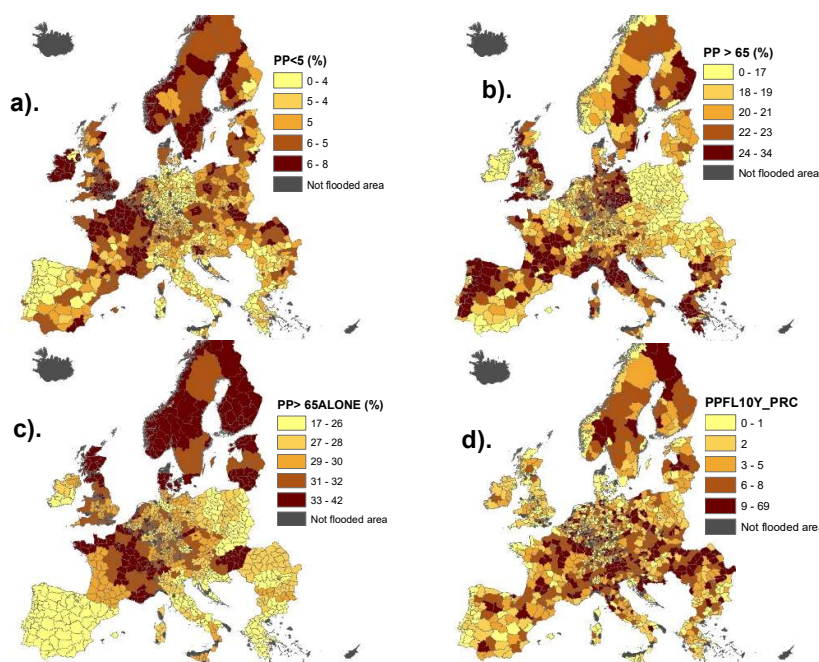 a).
PP<5 (%)
0 - 4
5 - 4
5
6 - 5
6 - 8
Not flooded area
b).
PP > 65 (%)
0 - 17
18 - 19
20 - 21
22 - 23
24 - 34
Not flooded area
c).
PP> 65ALONE (%)
17 - 26
27 - 28
29 - 30
31 - 32
33 - 42
Not flooded area
d).
PPFL10Y_PRC
0 - 1
2
3 - 5
6 - 8
9 - 69
Not flooded area